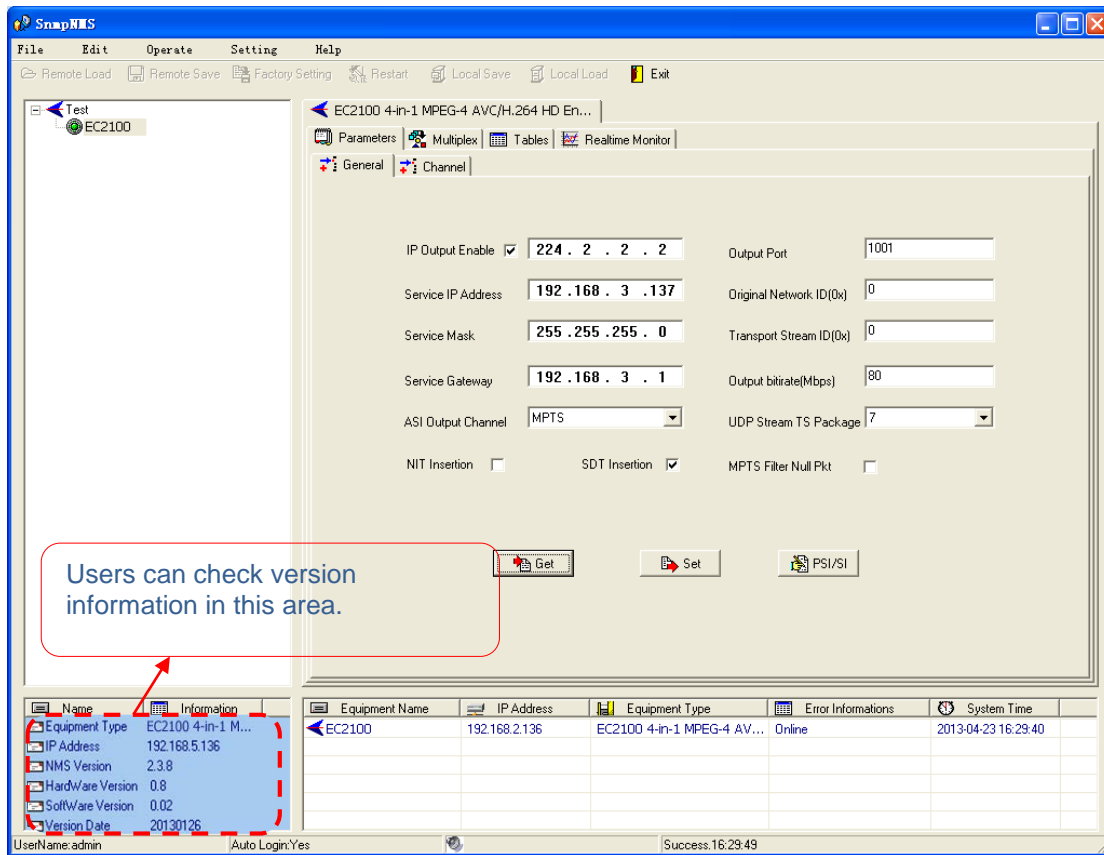 SnmpNMS
File Edit Operate Setting Help
Remote Load Remote Save Factory Setting Restart Local Save Local Load Exit
Test
EC2100
EC2100 4-in-1 MPEG-4 AVC/H.264 HD En...
Parameters Multiplex Tables Realtime Monitor
General Channel
IP Output Enable 224 . 2 . 2 . 2 Output Port 1001
Service IP Address 192 .168 . 3 .137 Original Network ID(0x) 0
Service Mask 255 .255 .255 . 0 Transport Stream ID(0x) 0
Service Gateway 192 .168 . 3 . 1 Output bitirate(Mbps) 80
ASI Output Channel MPTS UDP Stream TS Package 7
NIT Insertion SDT Insertion MPTS Filter Null Pkt
Get Set PSI/SI
Users can check version
information in this area.
Name Information
Equipment Type EC2100 4-in-1 M...
IP Address 192.168.5.136
NMS Version 2.3.8
HardWare Version 0.8
SoftWare Version 0.02
Version Date 20130126
Equipment Name IP Address Equipment Type Error Informations System Time
EC2100 192.168.2.136 EC2100 4-in-1 MPEG-4 AV... Online 2013-04-23 16:29:40
UserName:admin Auto Login:Yes Success.16:29:49